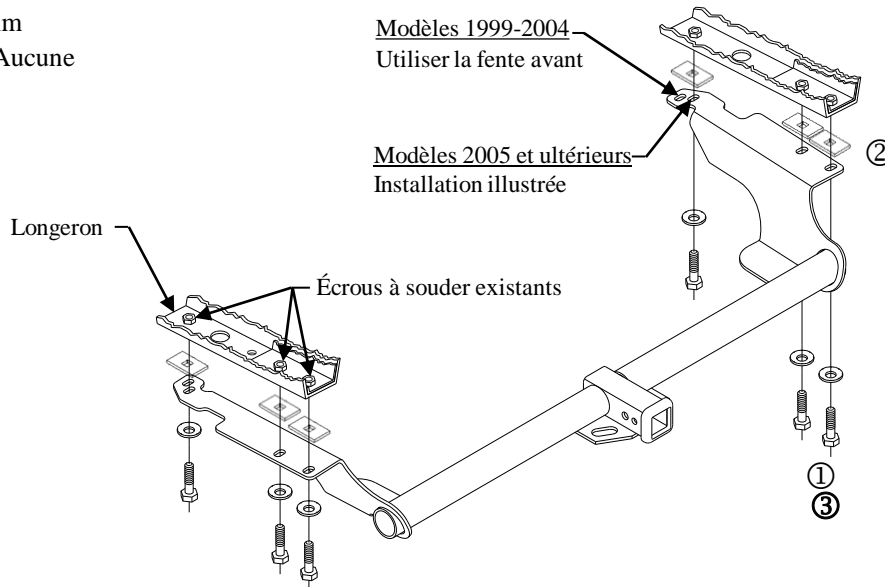 m
Aucune
Modèles 1999-2004
Utiliser la fente avant
Modèles 2005 et ultérieurs
Installation illustrée
②
Longeron
Écrous à souder existants
①
③